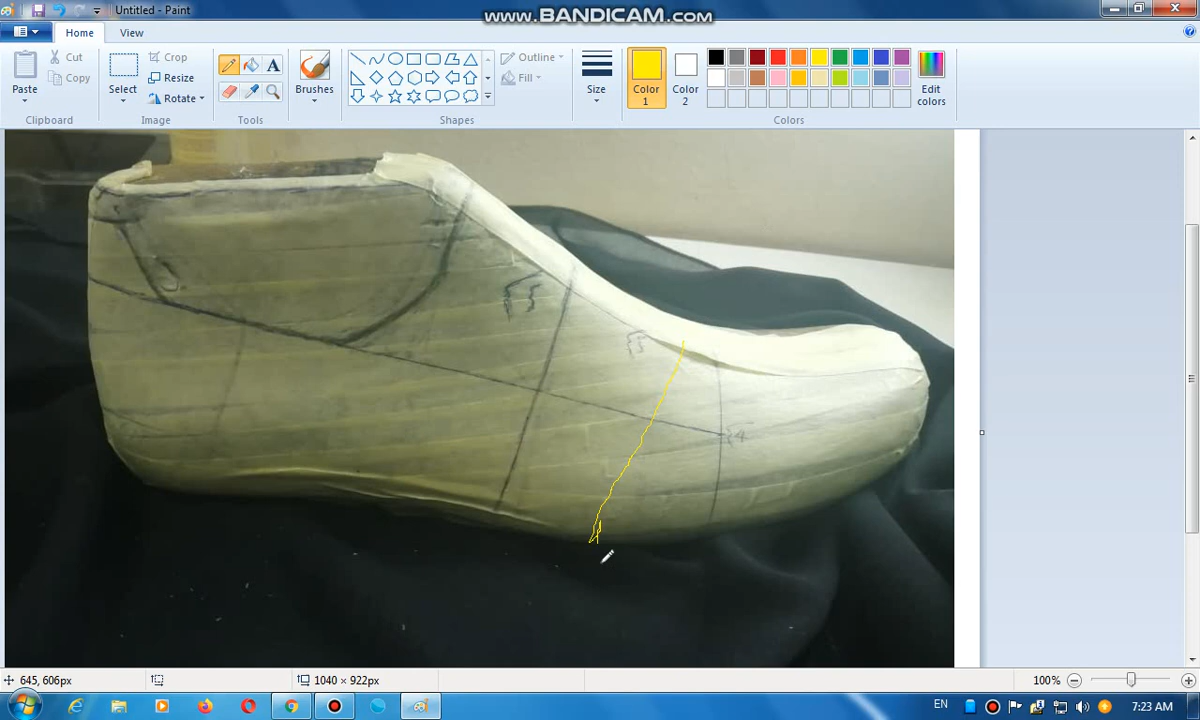 Untitled - Paint
www.BANDICAM.com
Home
View
Paste
Cut
Copy
Select
Crop
Resize
Rotate
A
Brushes
Outline
Fill
Size
Color 1
Color 2
Edit colors
Clipboard
Image
Tools
Shapes
Colors
645, 606px
1040 × 922px
100%
EN
7:23 AM